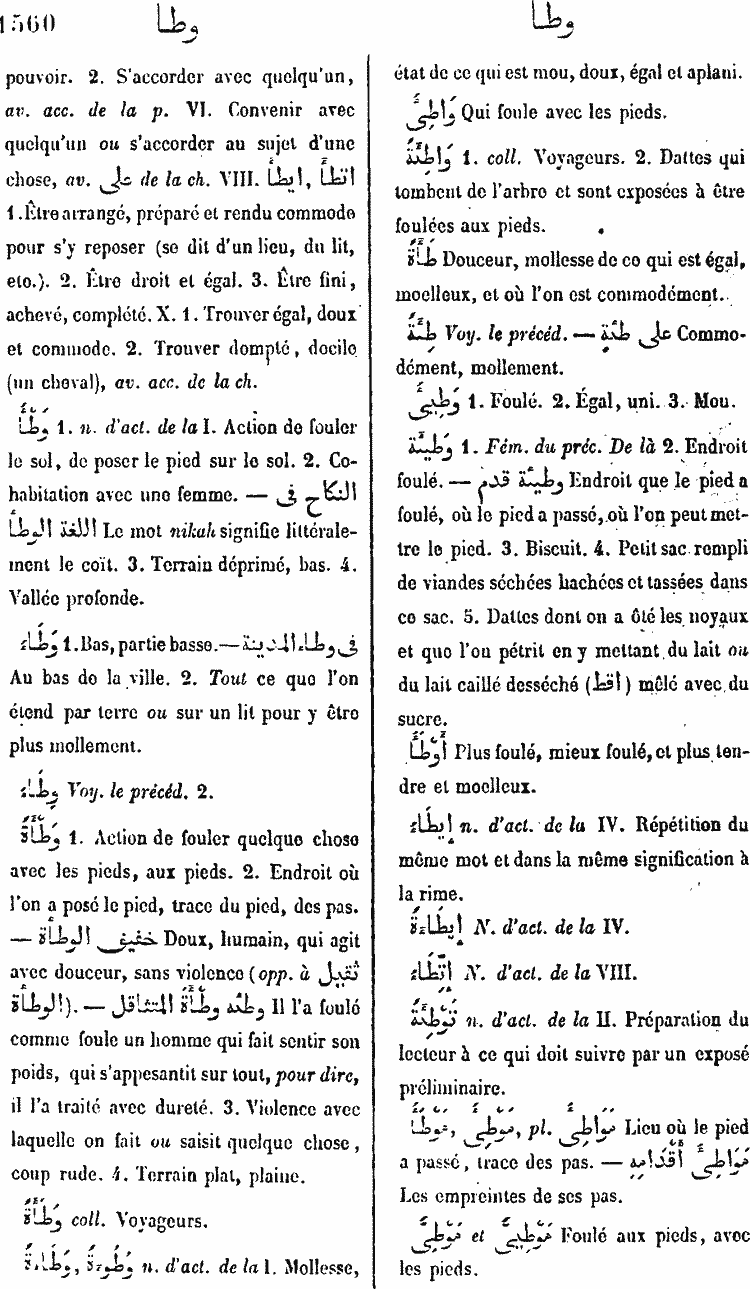 1560 وطأ
وطأ
pouvoir. 2. S'accorder avec quelqu'un,
av. acc. de la p. VI. Convenir avec
quelqu'un ou s'accorder au sujet d'une
chose, av. على de la ch. VIII. اتّطأ, ايطأ
1. Être arrangé, préparé et rendu commode
pour s'y reposer (se dit d'un lieu, du lit,
etc.). 2. Être droit et égal. 3. Être fini,
achevé, complété. X. 1. Trouver égal, doux
et commode. 2. Trouver dompté, docile
(un cheval), av. acc. de la ch.
وَطْأٌ 1. n. d'act. de la I. Action de fouler
le sol, de poser le pied sur le sol. 2. Co-
habitation avec une femme. — النكاح فى
اللغة الوطأ Le mot nikah signifie littérale-
ment le coït. 3. Terrain déprimé, bas. 4.
Vallée profonde.
وَطَاء 1. Bas, partie basse. — فى وطاء المدينة
Au bas de la ville. 2. Tout ce que l'on
étend par terre ou sur un lit pour y être
plus mollement.
وِطَاء Voy. le précéd. 2.
وَطْأَةٌ 1. Action de fouler quelque chose
avec les pieds, aux pieds. 2. Endroit où
l'on a posé le pied, trace du pied, des pas.
— خفيف الوطأة Doux, humain, qui agit
avec douceur, sans violence (opp. à ثقيل
الوطأة). — وطئه وطْأَةَ المتثاقل Il l'a foulé
comme foule un homme qui fait sentir son
poids, qui s'appesantit sur tout, pour dire,
il l'a traité avec dureté. 3. Violence avec
laquelle on fait ou saisit quelque chose,
coup rude. 4. Terrain plat, plaine.
وَطَأَةٌ coll. Voyageurs.
وَطَاءَةٌ, وُطُوءَةٌ n. d'act. de la I. Mollesse,
état de ce qui est mou, doux, égal et aplani.
وَاطِئٌ Qui foule avec les pieds.
وَاطِئَةٌ 1. coll. Voyageurs. 2. Dattes qui
tombent de l'arbre et sont exposées à être
foulées aux pieds.
طَأَةٌ Douceur, mollesse de ce qui est égal,
moelleux, et où l'on est commodément.
طِئَةٌ Voy. le précéd. — على طئة Commo-
dément, mollement.
وَطِيئٌ 1. Foulé. 2. Égal, uni. 3. Mou.
وَطِيئَةٌ 1. Fém. du préc. De là 2. Endroit
foulé. — وطيئة قدم Endroit que le pied a
foulé, où le pied a passé, où l'on peut met-
tre le pied. 3. Biscuit. 4. Petit sac rempli
de viandes séchées hachées et tassées dans
ce sac. 5. Dattes dont on a ôté les noyaux
et que l'on pétrit en y mettant du lait ou
du lait caillé desséché (اقط) mêlé avec du
sucre.
أَوْطَأُ Plus foulé, mieux foulé, et plus ten-
dre et moelleux.
إِيطَاءٌ n. d'act. de la IV. Répétition du
même mot et dans la même signification à
la rime.
إِيطَاءَةٌ N. d'act. de la IV.
اتِّطَاءٌ N. d'act. de la VIII.
تَوْطِئَةٌ n. d'act. de la II. Préparation du
lecteur à ce qui doit suivre par un exposé
préliminaire.
مَوْطَأٌ, مَوْطِئٌ, pl. مَوَاطِئُ Lieu où le pied
a passé, trace des pas. — مَوَاطِئُ أَقْدَامِهِ
Les empreintes de ses pas.
مَوْطِيئٌ et مَوْطِئٌ Foulé aux pieds, avec
les pieds.